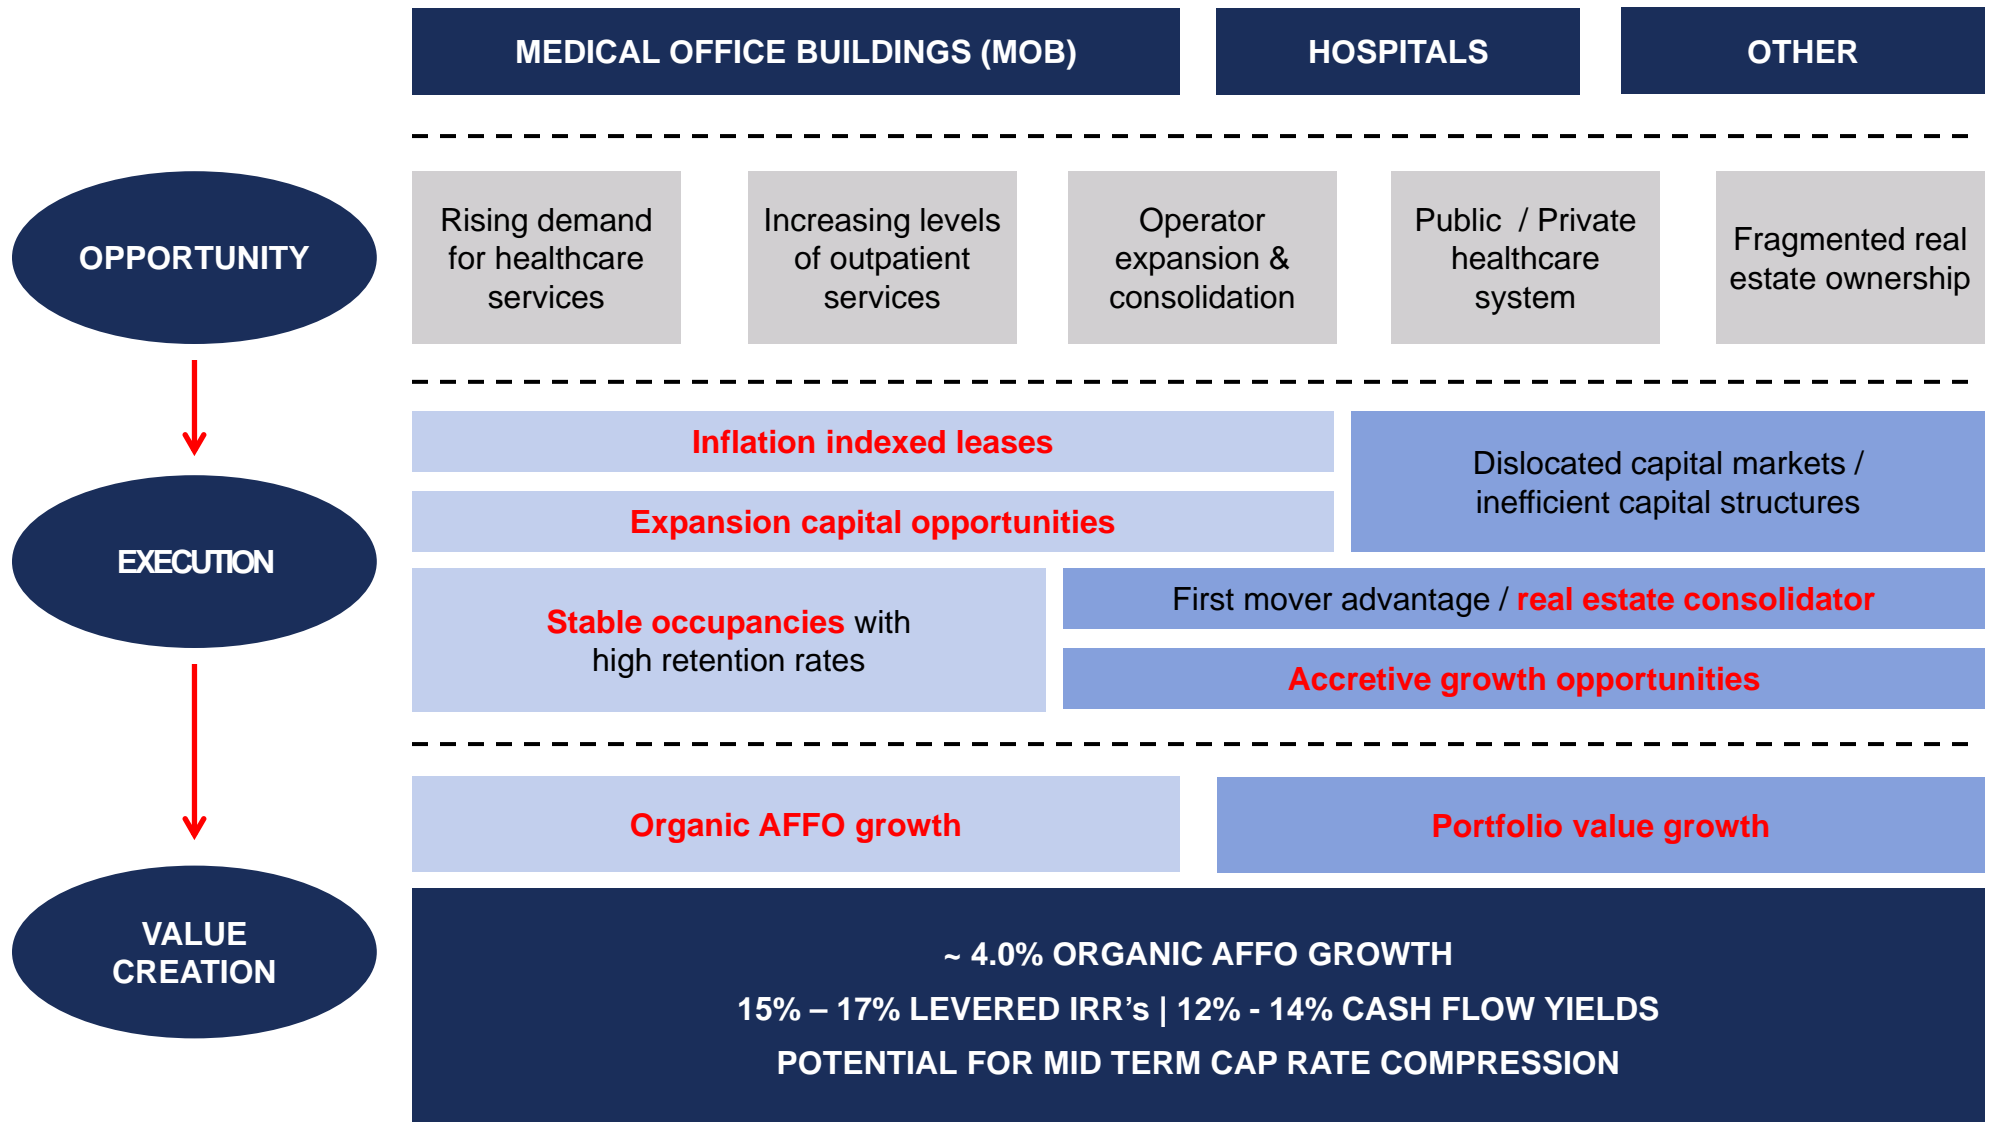 MEDICAL OFFICE BUILDINGS (MOB)
HOSPITALS
OTHER
OPPORTUNITY
Rising demand
for healthcare
services
Increasing levels
of outpatient
services
Operator
expansion &
consolidation
Public / Private
healthcare
system
Fragmented real
estate ownership
EXECUTION
Inflation indexed leases
Expansion capital opportunities
Dislocated capital markets /
inefficient capital structures
Stable occupancies with
high retention rates
First mover advantage / real estate consolidator
Accretive growth opportunities
VALUE
CREATION
Organic AFFO growth
Portfolio value growth
~ 4.0% ORGANIC AFFO GROWTH
15% – 17% LEVERED IRR’s | 12% - 14% CASH FLOW YIELDS
POTENTIAL FOR MID TERM CAP RATE COMPRESSION